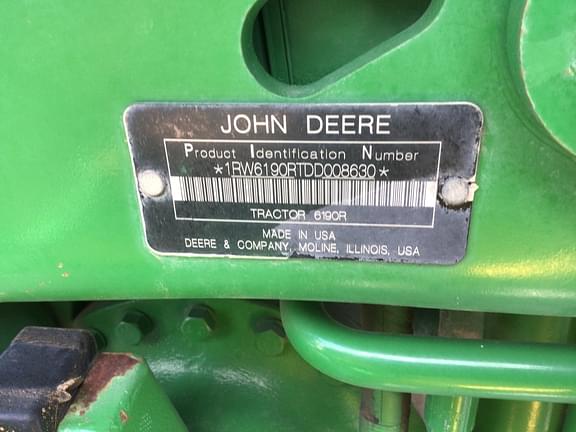 JOHN DEERE
Product Identification Number
*1RW6190RTDD008630*
TRACTOR 6190R
MADE IN USA
DEERE & COMPANY, MOLINE, ILLINOIS, USA